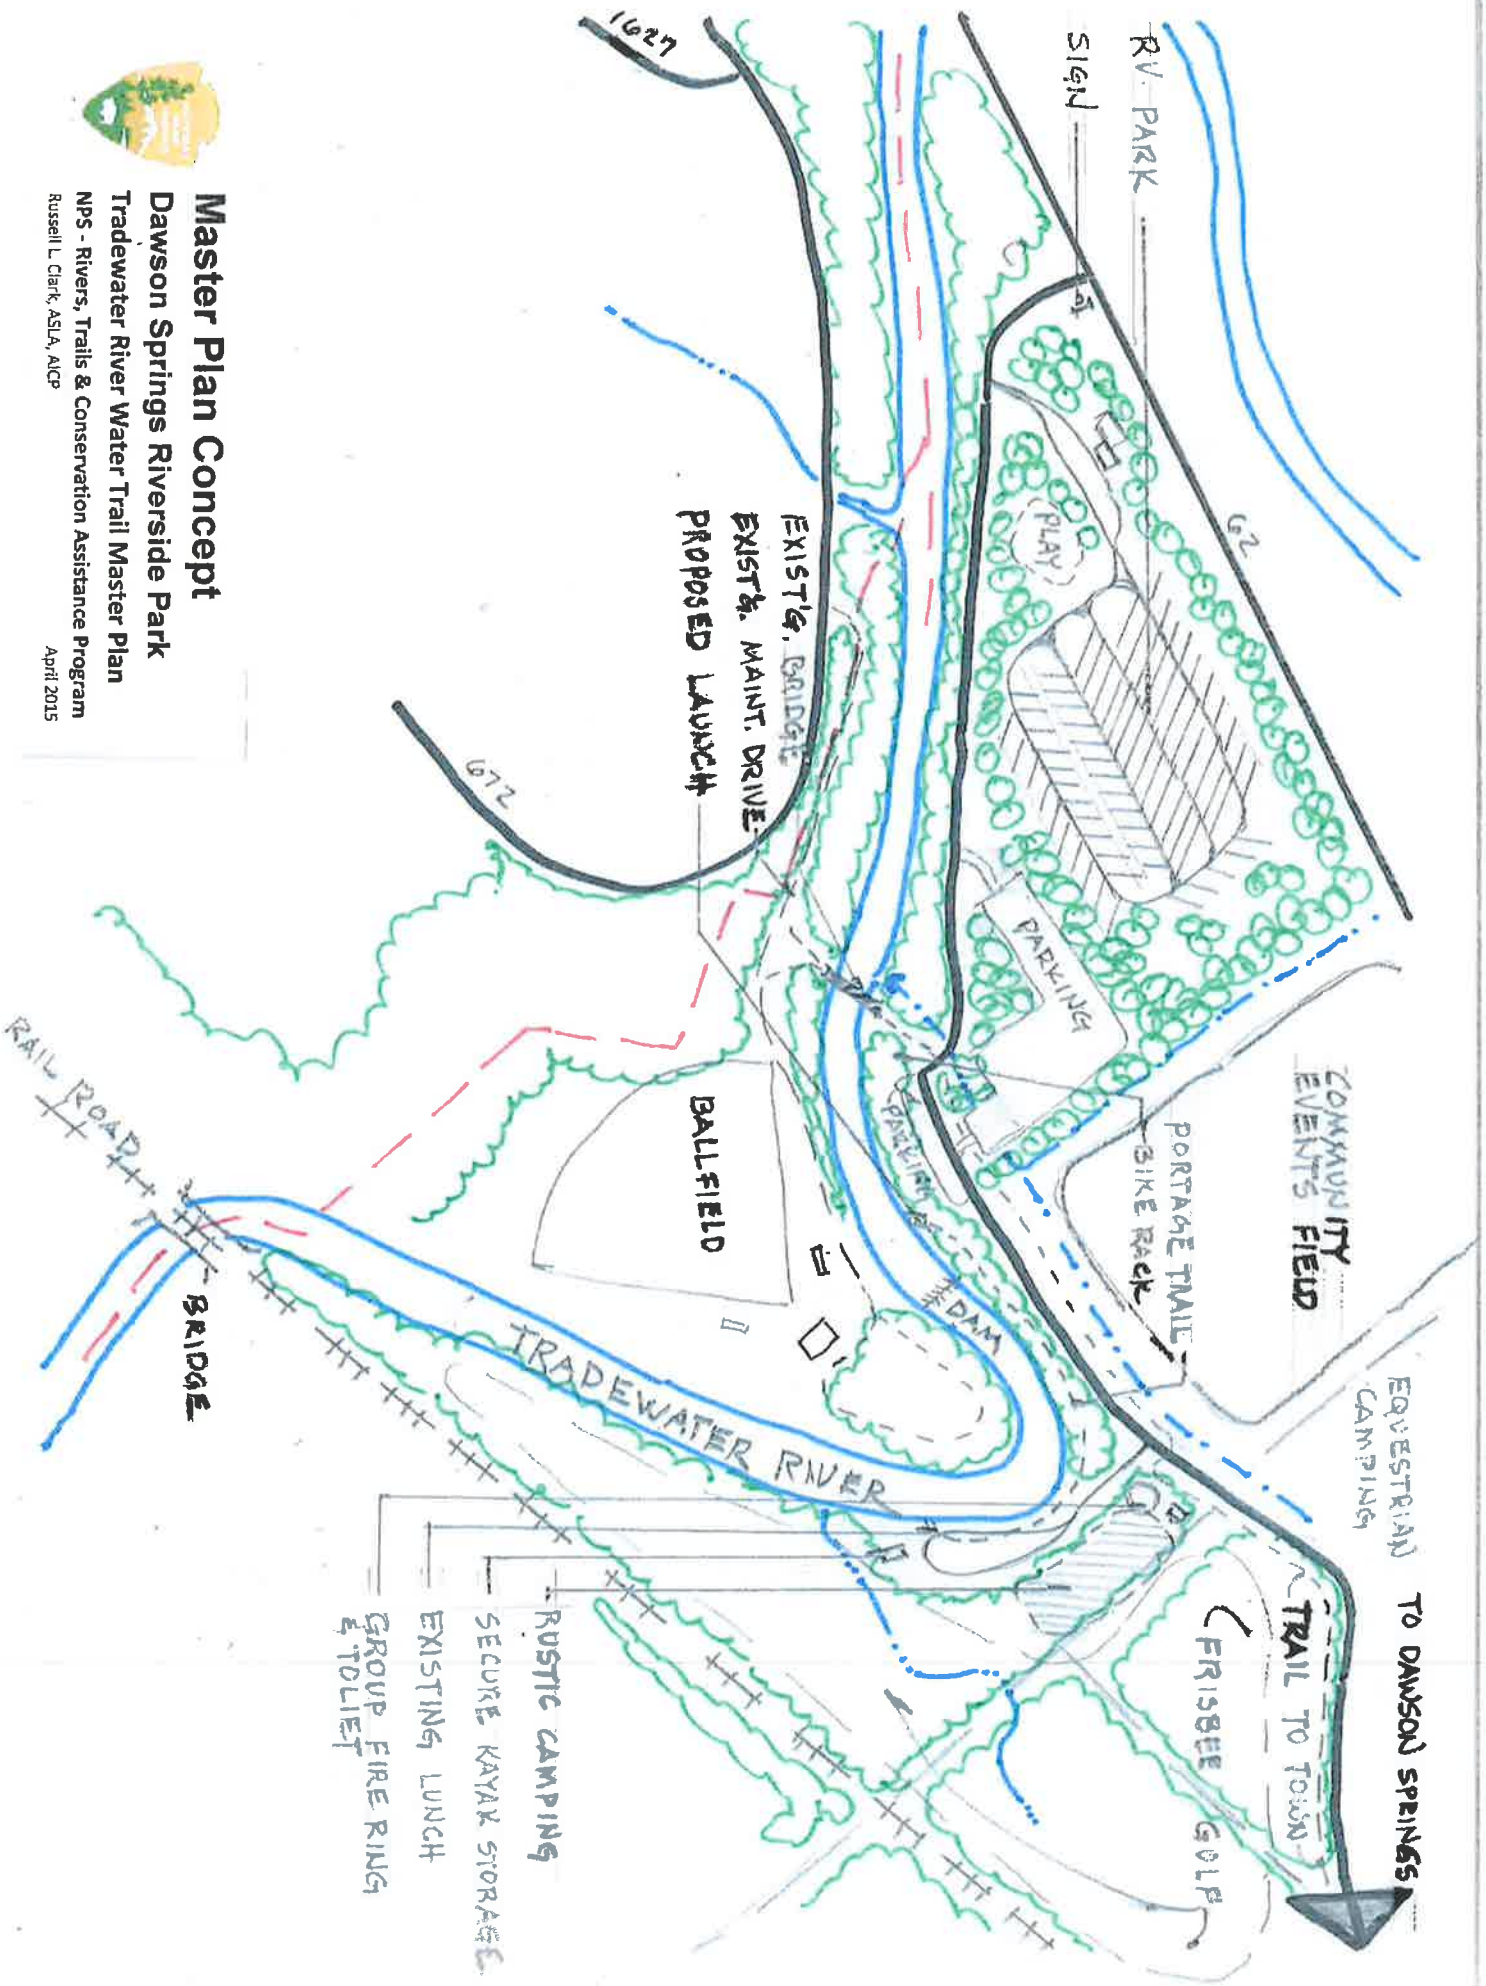 1627
RV. PARK
SIGN
62
PLAY
COMMUNITY
EVENTS FIELD
EQUESTRIAN
CAMPING
TO DAWSON SPRINGS
PORTAGE TRAIL
BIKE RACK
PARKING
PARKING
TRAIL TO TOWN
FRISBEE GOLF
EXIST'G. BRIDGE
EXIST'G. MAINT. DRIVE
PROPOSED LAUNCH
672
DAM
BALLFIELD
TRADEWATER RIVER
RAIL ROAD
BRIDGE
RUSTIC CAMPING
SECURE KAYAK STORAGE
EXISTING LUNCH
GROUP FIRE RING
& TOLIET
Master Plan Concept
Dawson Springs Riverside Park
Tradewater River Water Trail Master Plan
NPS - Rivers, Trails & Conservation Assistance Program
Russell L. Clark, ASLA, AICP
April 2015